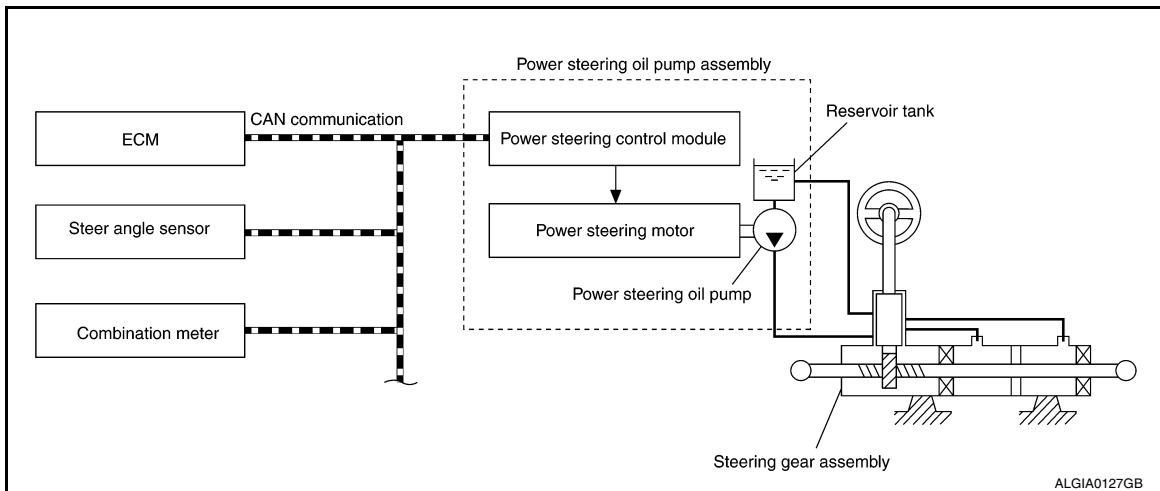 Power steering oil pump assembly
Reservoir tank
CAN communication
ECM
Power steering control module
Steer angle sensor
Power steering motor
Power steering oil pump
Combination meter
Steering gear assembly
ALGIA0127GB